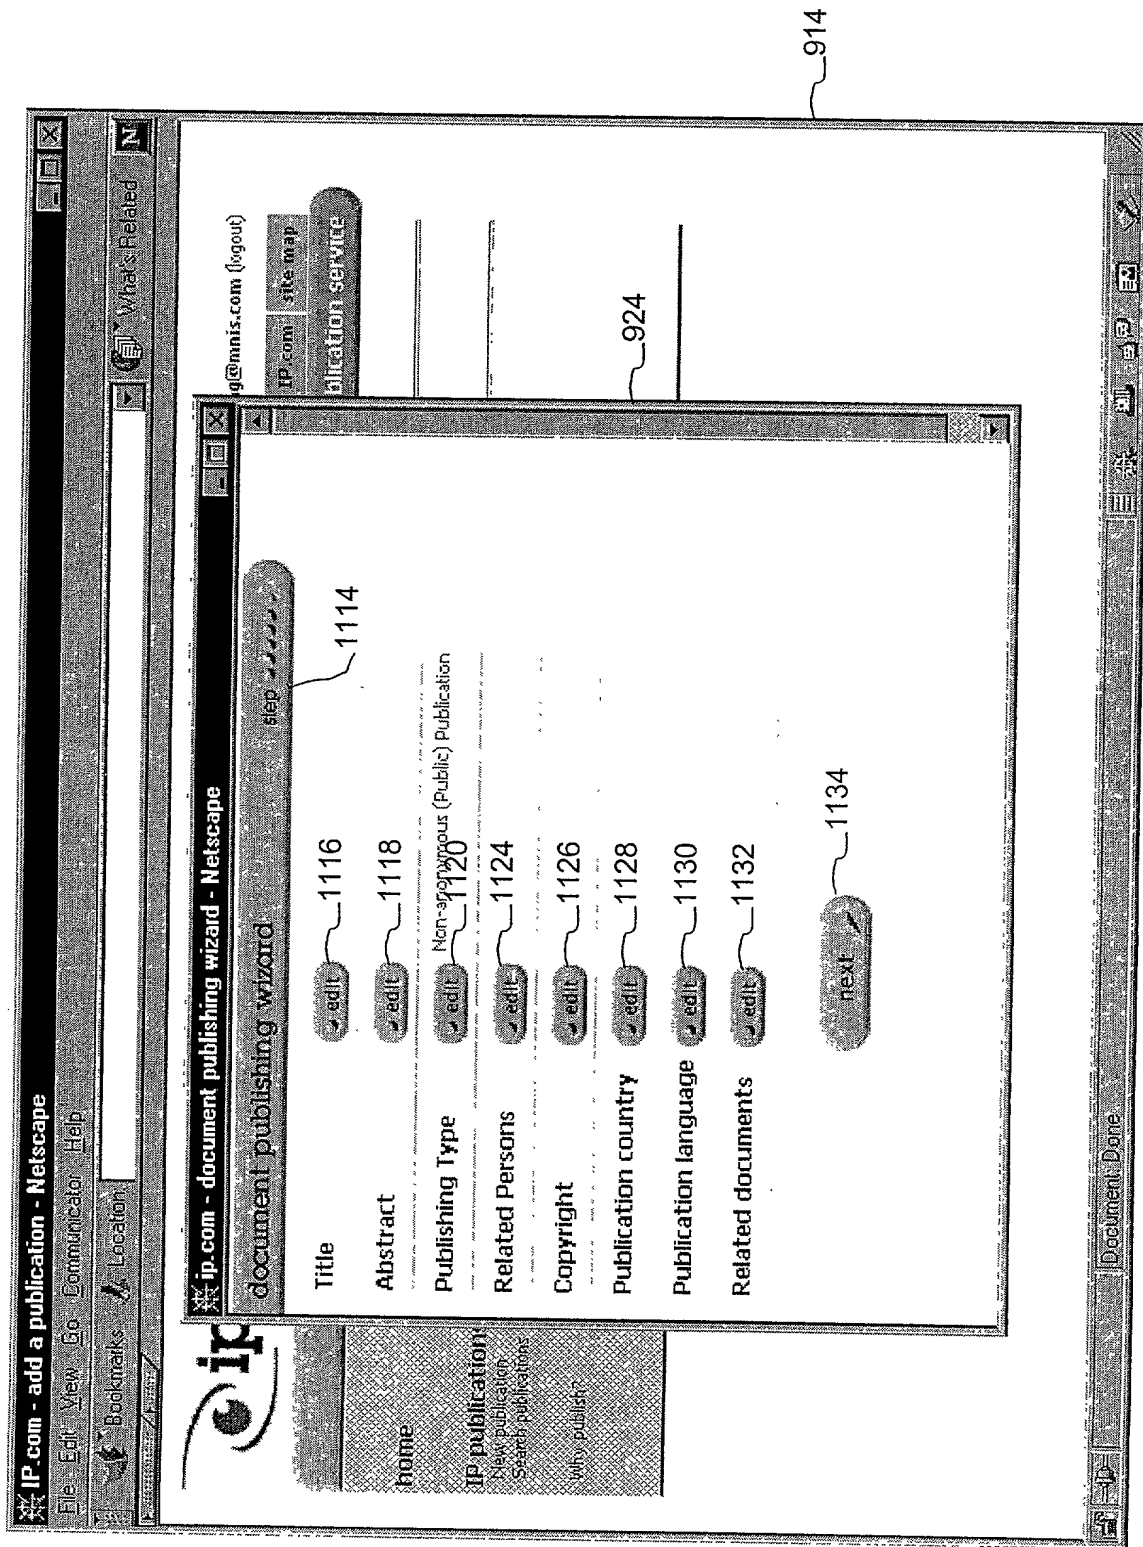 IP.com - add a publication - Netscape
File Edit View Go Communicator Help
Bookmarks Location:
What's Related
N
ip
g@mnis.com (logout)
IP.com site map
blication service
home
IP publication
New publication
Search publications
Why publish?
ip.com - document publishing wizard - Netscape
document publishing wizard
step
1114
Title
edit
1116
Abstract
edit
1118
Publishing Type
edit
Non-anonymous (Public) Publication
1120
Related Persons
edit
1124
Copyright
edit
1126
Publication country
edit
1128
Publication language
edit
1130
Related documents
edit
1132
next
1134
924
Document: Done
914